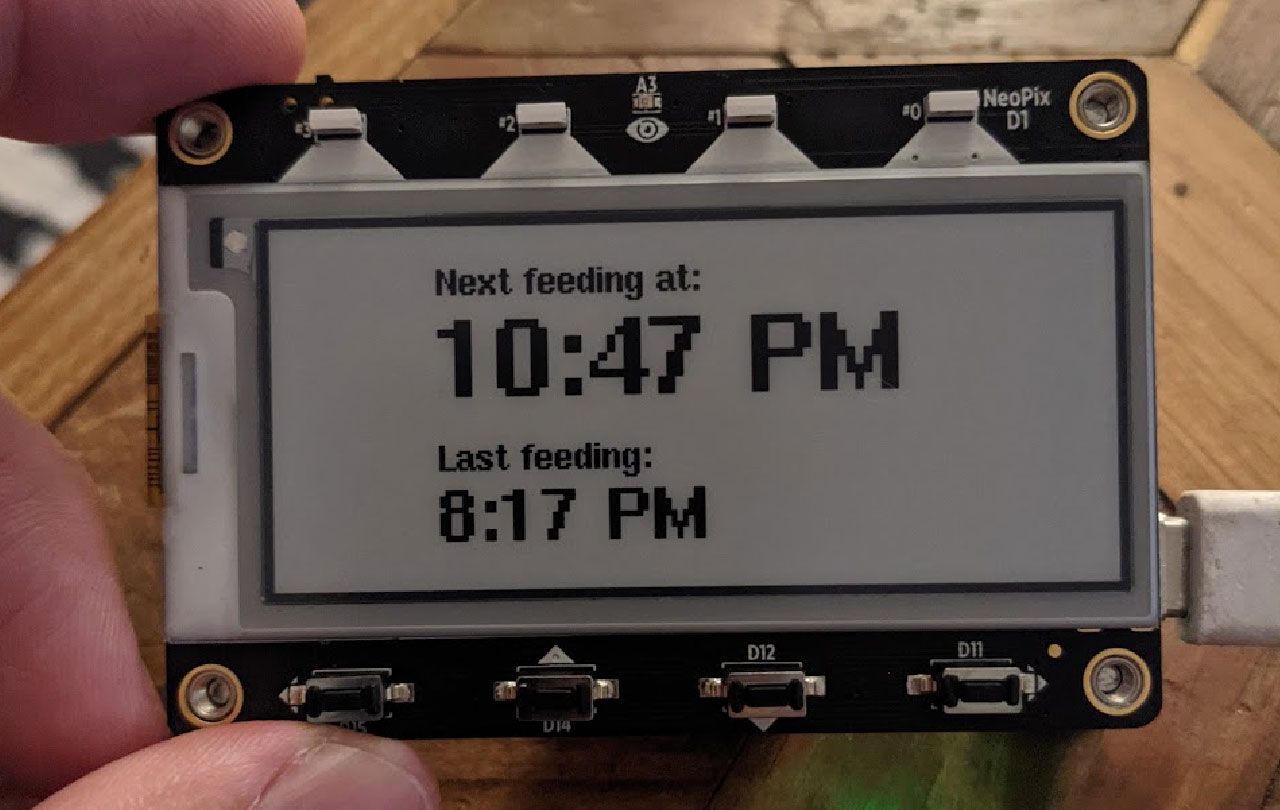 A3
#3
#2
#1
#0
NeoPix
D1
Next feeding at:
10:47 PM
Last feeding:
8:17 PM
D12
D11
D15
D14